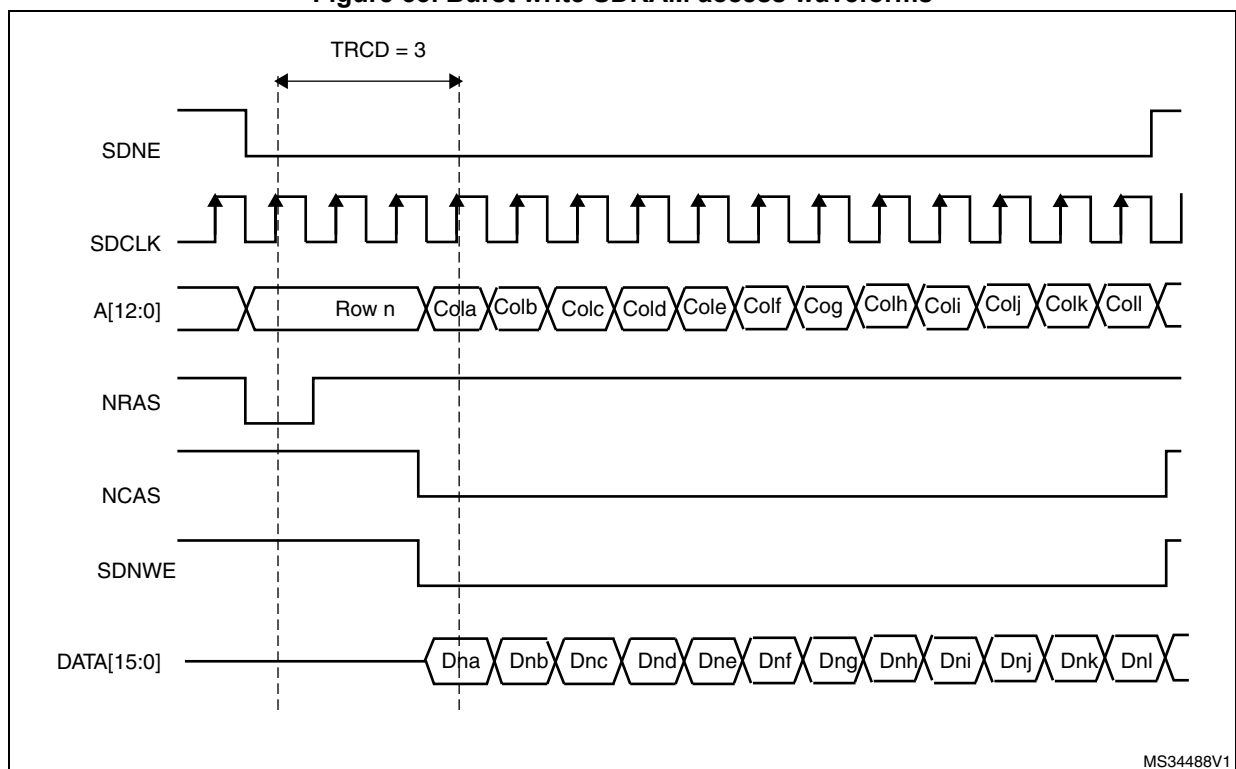 Figure 63. Burst write SDRAM access waveforms
TRCD = 3
SDNE
SDCLK
A[12:0] Row n Cola Colb Colc Cold Cole Colf Cog Colh Coli Colj Colk Coll
NRAS
NCAS
SDNWE
DATA[15:0] Dna Dnb Dnc Dnd Dne Dnf Dng Dnh Dni Dnj Dnk Dnl
MS34488V1